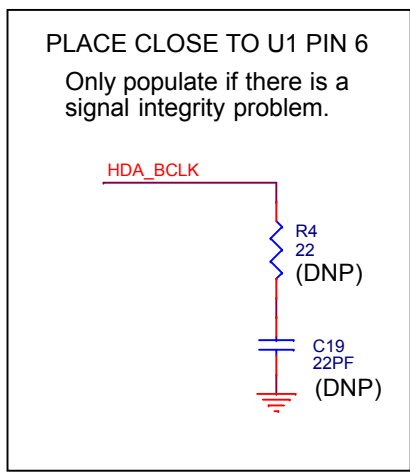 PLACE CLOSE TO U1 PIN 6
Only populate if there is a
signal integrity problem.
HDA_BCLK
R4
22
(DNP)
C19
22PF
(DNP)